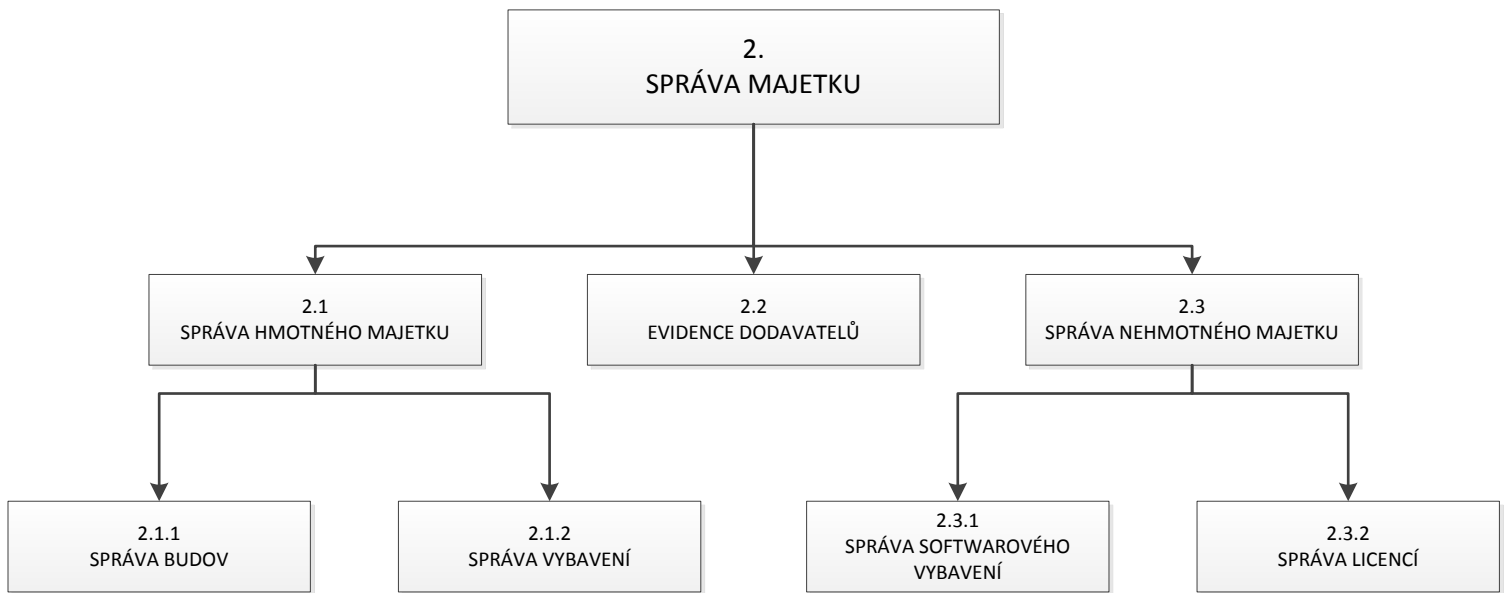 2.
SPRÁVA MAJETKU
2.1
SPRÁVA HMOTNÉHO MAJETKU
2.2
EVIDENCE DODAVATELŮ
2.3
SPRÁVA NEHMOTNÉHO MAJETKU
2.1.1
SPRÁVA BUDOV
2.1.2
SPRÁVA VYBAVENÍ
2.3.1
SPRÁVA SOFTWAROVÉHO
VYBAVENÍ
2.3.2
SPRÁVA LICENCÍ